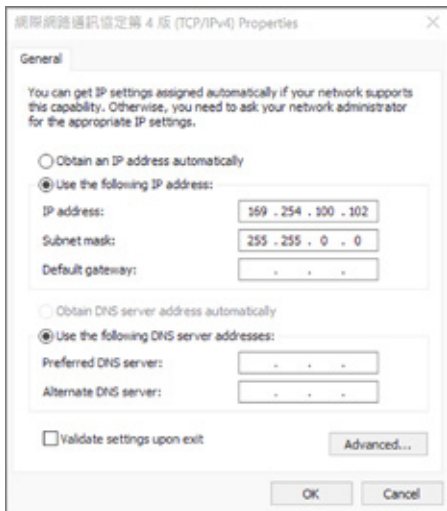 網際網路通訊協定第 4 版 (TCP/IPv4) Properties
General
You can get IP settings assigned automatically if your network supports
this capability. Otherwise, you need to ask your network administrator
for the appropriate IP settings.
Obtain an IP address automatically
Use the following IP address:
IP address: 169 . 254 . 100 . 102
Subnet mask: 255 . 255 . 0 . 0
Default gateway: . . .
Obtain DNS server address automatically
Use the following DNS server addresses:
Preferred DNS server: . . .
Alternate DNS server: . . .
Validate settings upon exit
Advanced...
OK Cancel